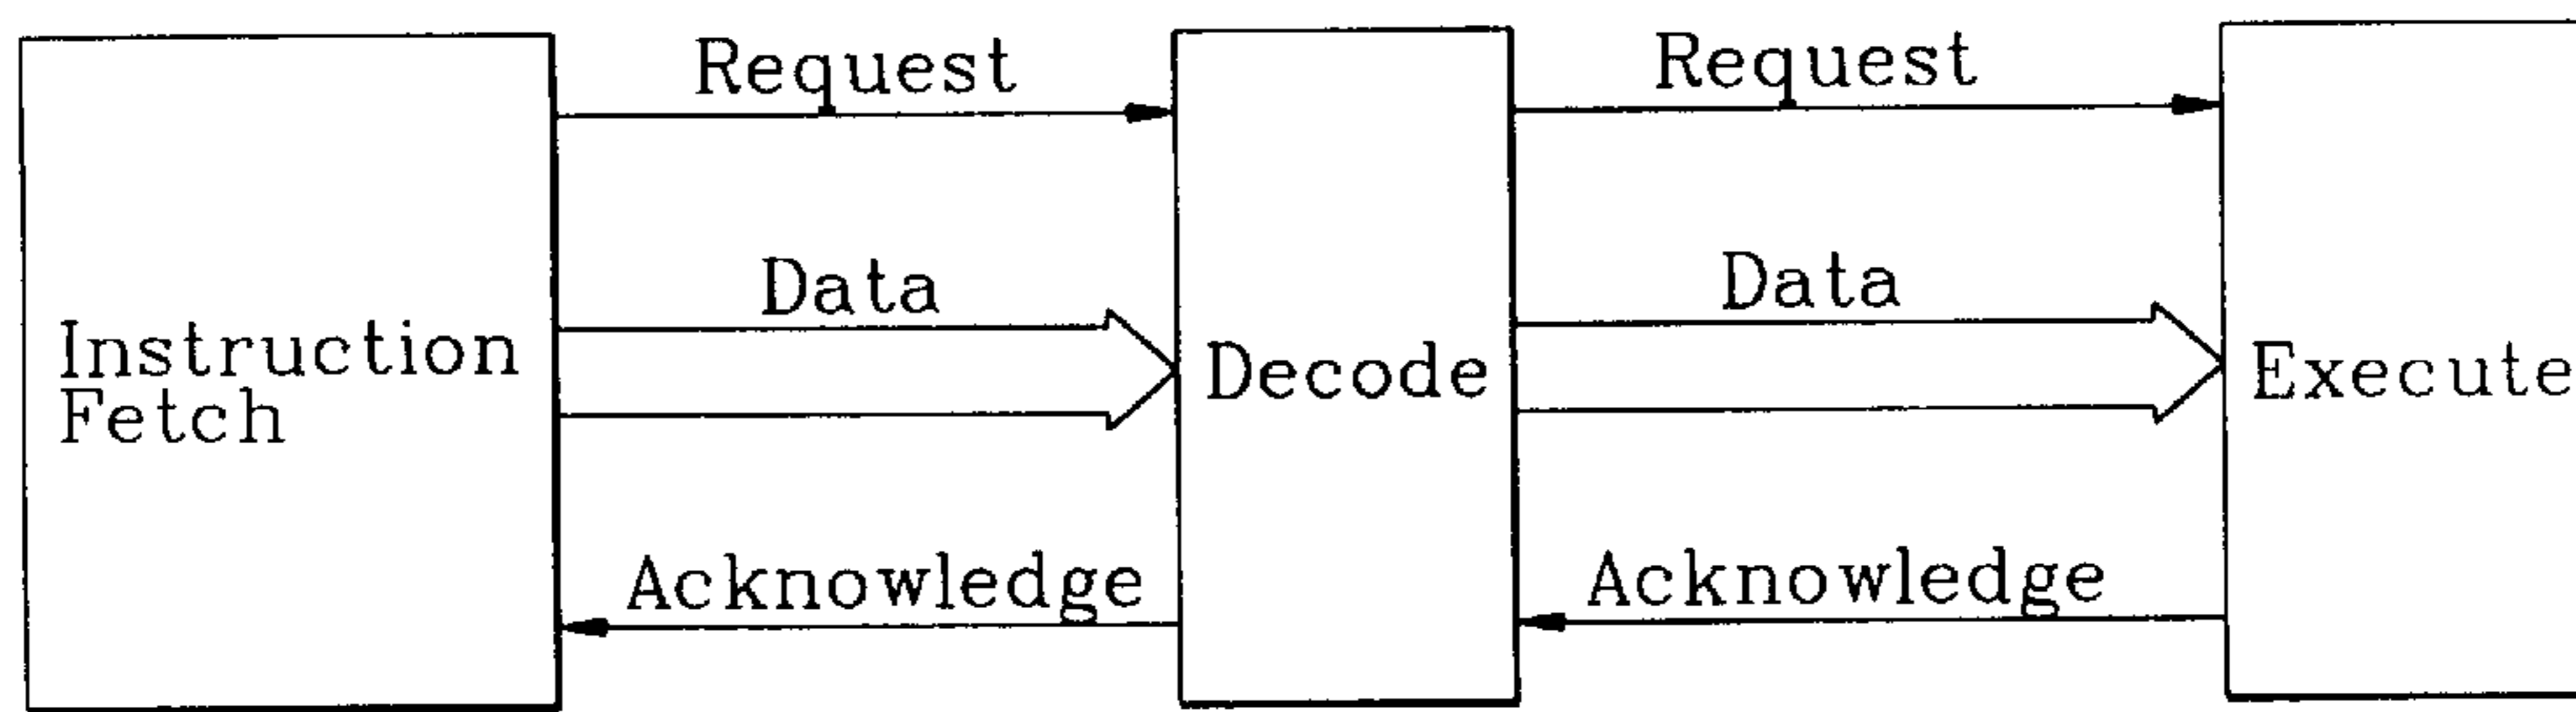 Request
Request
Data
Data
Instruction
Fetch
Decode
Execute
Acknowledge
Acknowledge